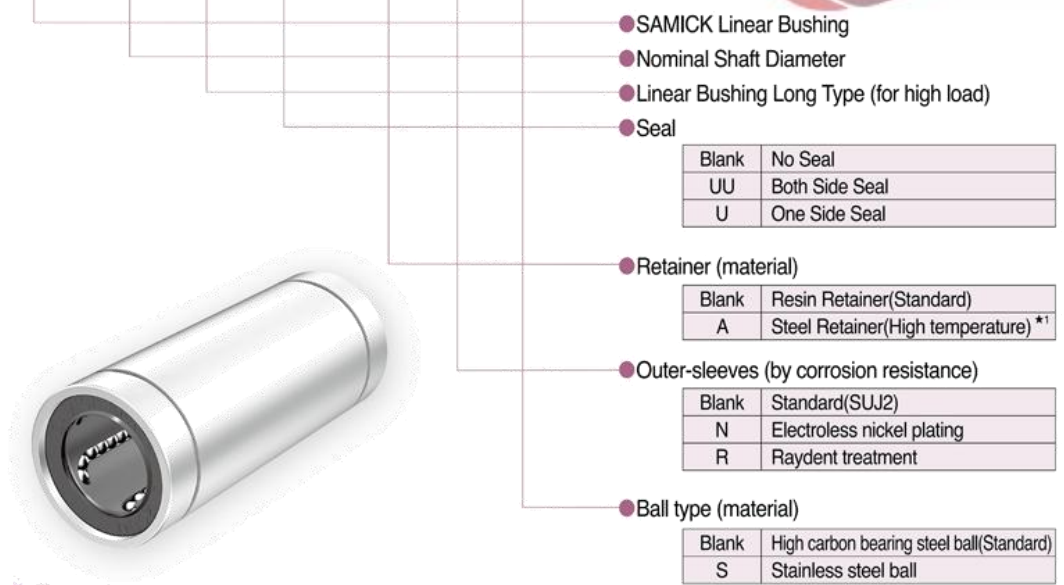 SAMICK Linear Bushing
Nominal Shaft Diameter
Linear Bushing Long Type (for high load)
Seal
Blank No Seal
UU Both Side Seal
U One Side Seal
Retainer (material)
Blank Resin Retainer(Standard)
A Steel Retainer(High temperature) ★1
Outer-sleeves (by corrosion resistance)
Blank Standard(SUJ2)
N Electroless nickel plating
R Raydent treatment
Ball type (material)
Blank High carbon bearing steel ball(Standard)
S Stainless steel ball